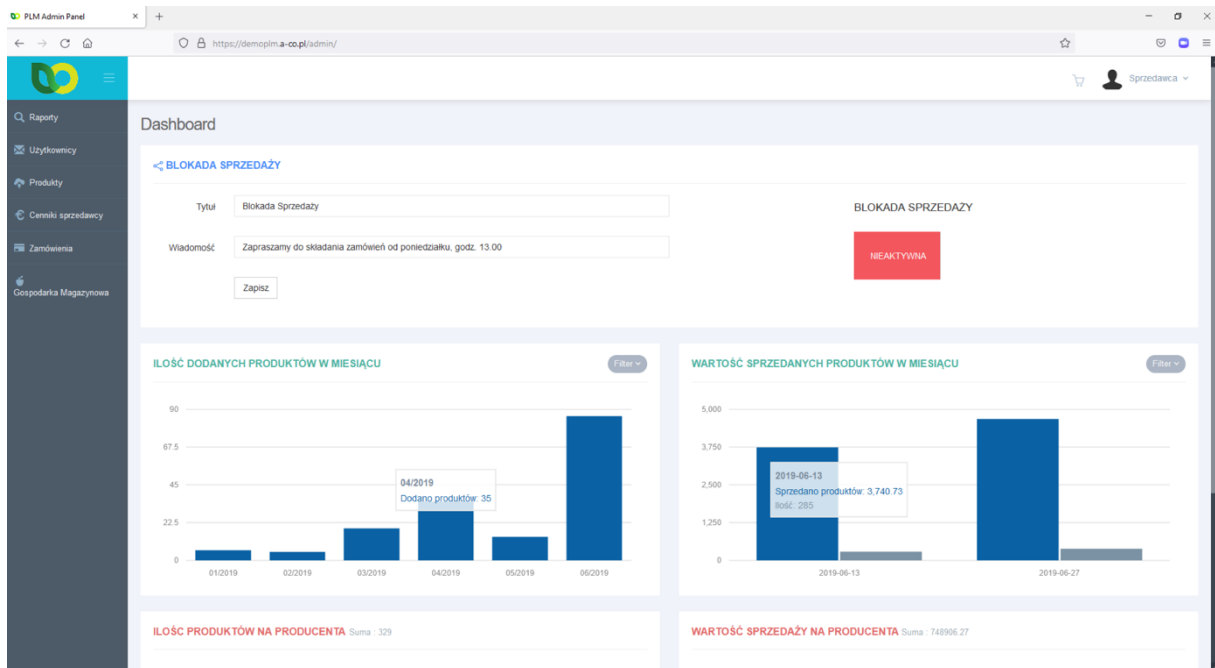 PLM Admin Panel
https://demoplm.a-co.pl/admin/
Sprzedawca
Raporty
Użytkownicy
Produkty
Cenniki sprzedawcy
Zamówienia
Gospodarka Magazynowa
Dashboard
BLOKADA SPRZEDAŻY
Tytuł
Blokada Sprzedaży
Wiadomość
Zapraszamy do składania zamówień od poniedziałku, godz. 13.00
Zapisz
BLOKADA SPRZEDAŻY
NIEAKTYWNA
ILOŚĆ DODANYCH PRODUKTÓW W MIESIĄCU
Filter
90
67.5
45
22.5
0
04/2019
Dodano produktów: 35
01/2019 02/2019 03/2019 04/2019 05/2019 06/2019
WARTOŚĆ SPRZEDANYCH PRODUKTÓW W MIESIĄCU
Filter
5,000
3,750
2,500
1,250
0
2019-06-13
Sprzedano produktów: 3,740.73
Ilość: 285
2019-06-13 2019-06-27
ILOŚC PRODUKTÓW NA PRODUCENTA Suma : 329
WARTOŚĆ SPRZEDAŻY NA PRODUCENTA Suma : 748906.27